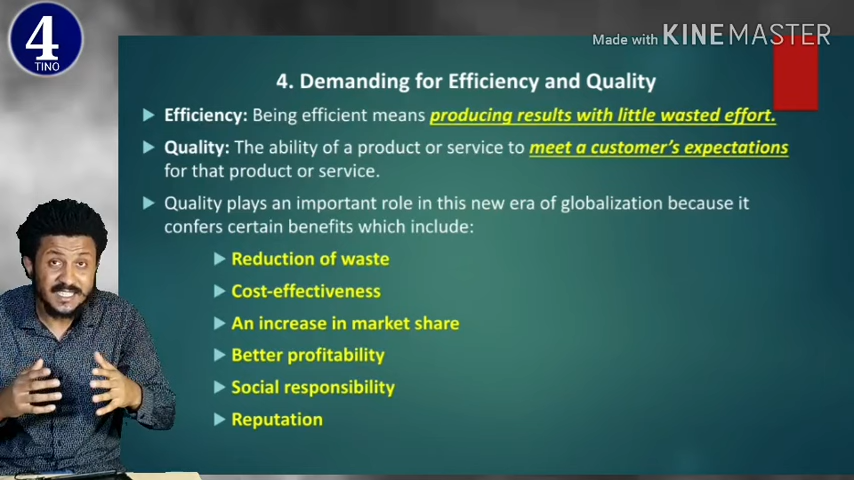 4
TINO
Made with KINEMASTER
4. Demanding for Efficiency and Quality
Efficiency: Being efficient means producing results with little wasted effort.
Quality: The ability of a product or service to meet a customer's expectations
for that product or service.
Quality plays an important role in this new era of globalization because it
confers certain benefits which include:
Reduction of waste
Cost-effectiveness
An increase in market share
Better profitability
Social responsibility
Reputation